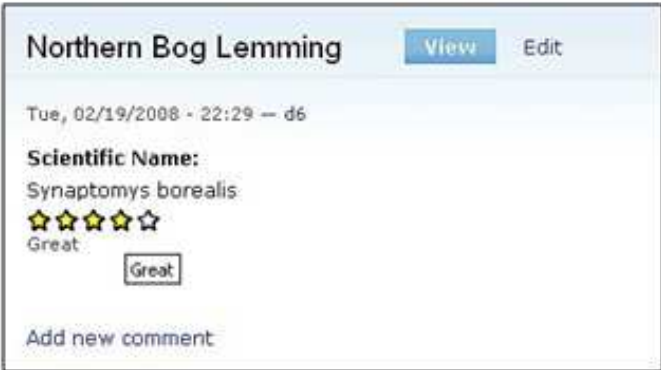 Northern Bog Lemming View Edit
Tue, 02/19/2008 - 22:29 — d6
Scientific Name:
Synaptomys borealis
Great
Great
Add new comment